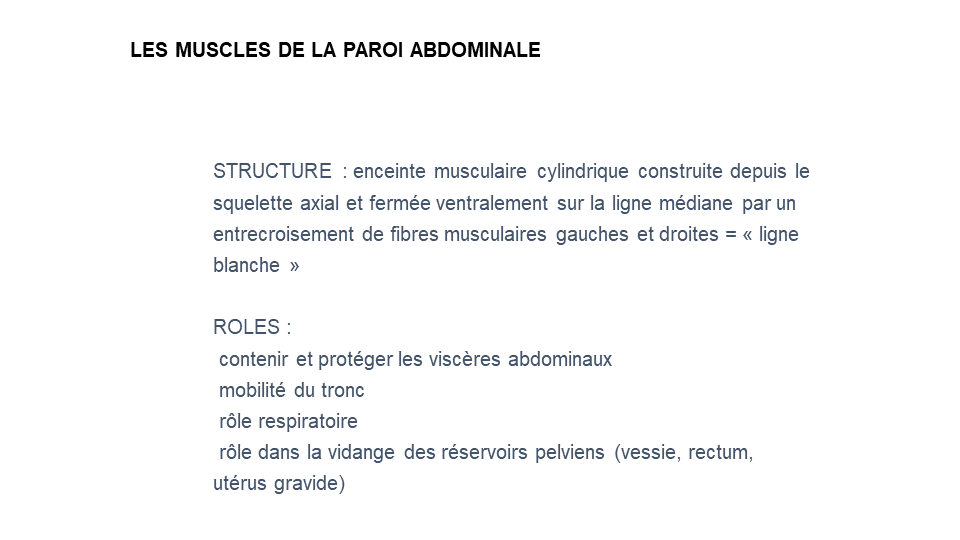 LES MUSCLES DE LA PAROI ABDOMINALE
STRUCTURE : enceinte musculaire cylindrique construite depuis le
squelette axial et fermée ventralement sur la ligne médiane par un
entrecroisement de fibres musculaires gauches et droites = « ligne
blanche »
ROLES :
contenir et protéger les viscères abdominaux
mobilité du tronc
rôle respiratoire
rôle dans la vidange des réservoirs pelviens (vessie, rectum,
utérus gravide)